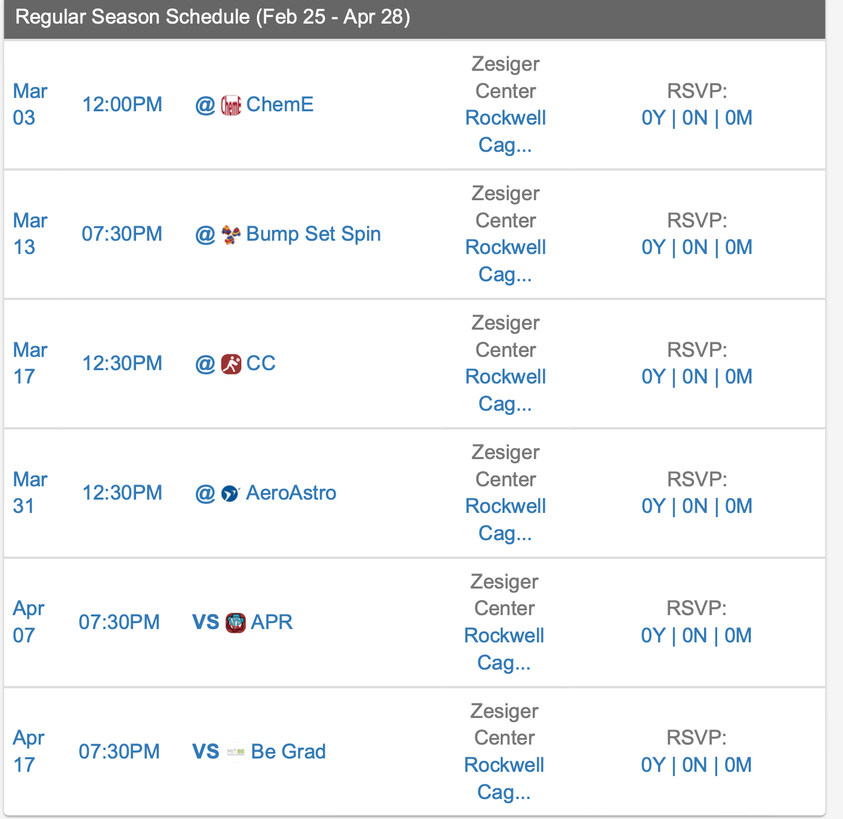 Regular Season Schedule (Feb 25 - Apr 28)
Mar
03
12:00PM
@ ChemE
Zesiger
Center
Rockwell
Cag...
RSVP:
0Y | 0N | 0M
Mar
13
07:30PM
@ Bump Set Spin
Zesiger
Center
Rockwell
Cag...
RSVP:
0Y | 0N | 0M
Mar
17
12:30PM
@ CC
Zesiger
Center
Rockwell
Cag...
RSVP:
0Y | 0N | 0M
Mar
31
12:30PM
@ AeroAstro
Zesiger
Center
Rockwell
Cag...
RSVP:
0Y | 0N | 0M
Apr
07
07:30PM
VS APR
Zesiger
Center
Rockwell
Cag...
RSVP:
0Y | 0N | 0M
Apr
17
07:30PM
VS Be Grad
Zesiger
Center
Rockwell
Cag...
RSVP:
0Y | 0N | 0M